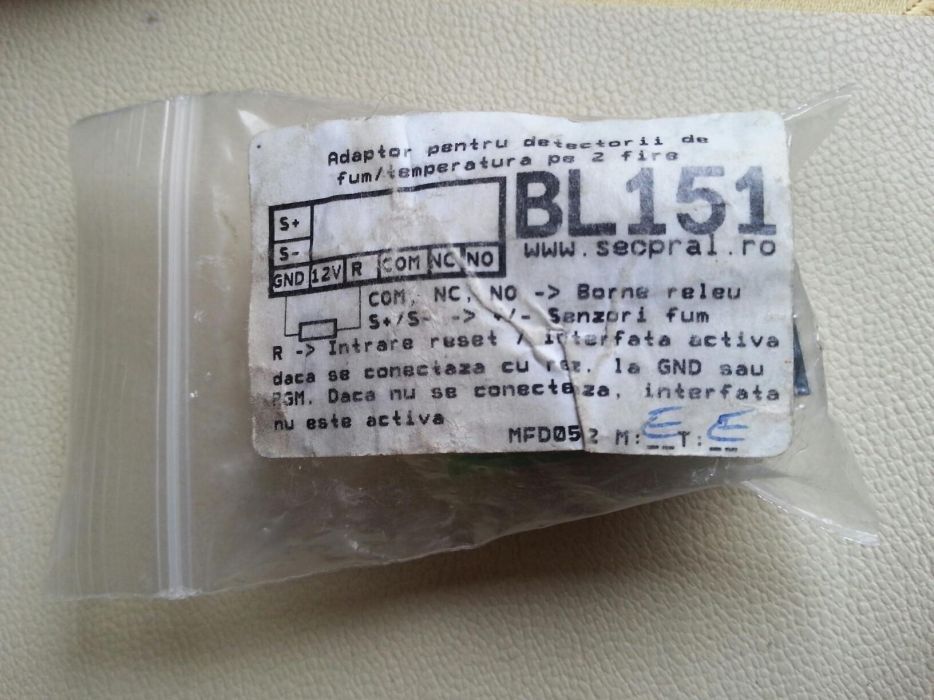 Adaptor pentru detectorii de
fum/temperatura pe 2 fire
BL151
www.secpral.ro
S+
S-
GND 12V R COM NC NO
COM, NC, NO -> Borne releu
S+/S- -> +/- Senzori fum
R -> Intrare reset / Interfata activa
daca se conectaza cu rez. la GND sau
PGM. Daca nu se conecteaza, interfata
nu este activa
MFD052 M:E T:E